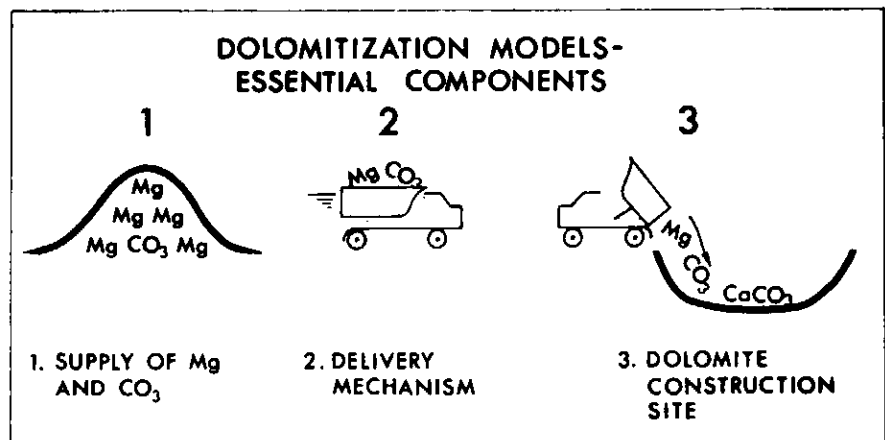 DOLOMITIZATION MODELS-
ESSENTIAL COMPONENTS
1
2
3
Mg
Mg Mg
Mg CO₃ Mg
Mg CO₂
Mg
CO₃
CaCO₃
1. SUPPLY OF Mg
AND CO₃
2. DELIVERY
MECHANISM
3. DOLOMITE
CONSTRUCTION
SITE